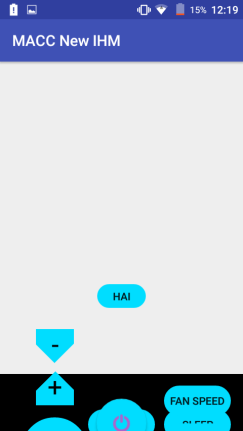 15% 12:19
MACC New IHM
HAI
-
+
FAN SPEED
SLEEP